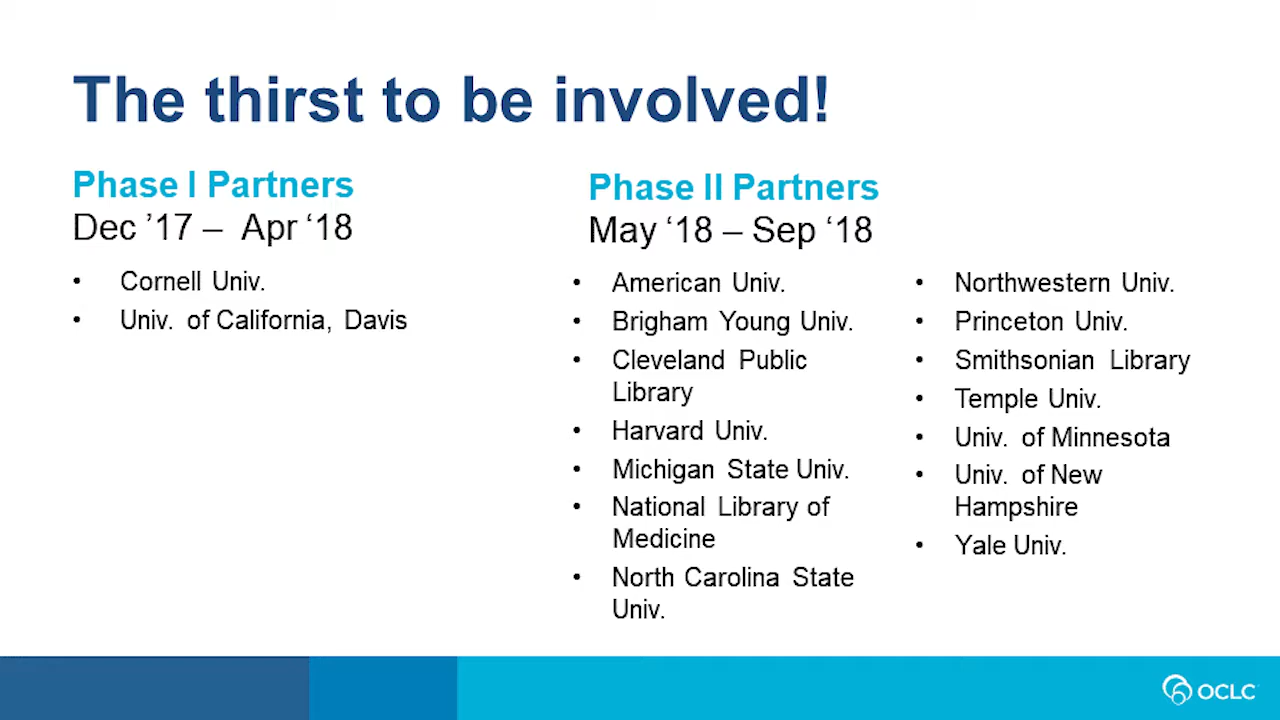 The thirst to be involved!
Phase I Partners
Dec ’17 – Apr ‘18
• Cornell Univ.
• Univ. of California, Davis
Phase II Partners
May ‘18 – Sep ‘18
• American Univ.
• Brigham Young Univ.
• Cleveland Public
Library
• Harvard Univ.
• Michigan State Univ.
• National Library of
Medicine
• North Carolina State
Univ.
• Northwestern Univ.
• Princeton Univ.
• Smithsonian Library
• Temple Univ.
• Univ. of Minnesota
• Univ. of New
Hampshire
• Yale Univ.
OCLC